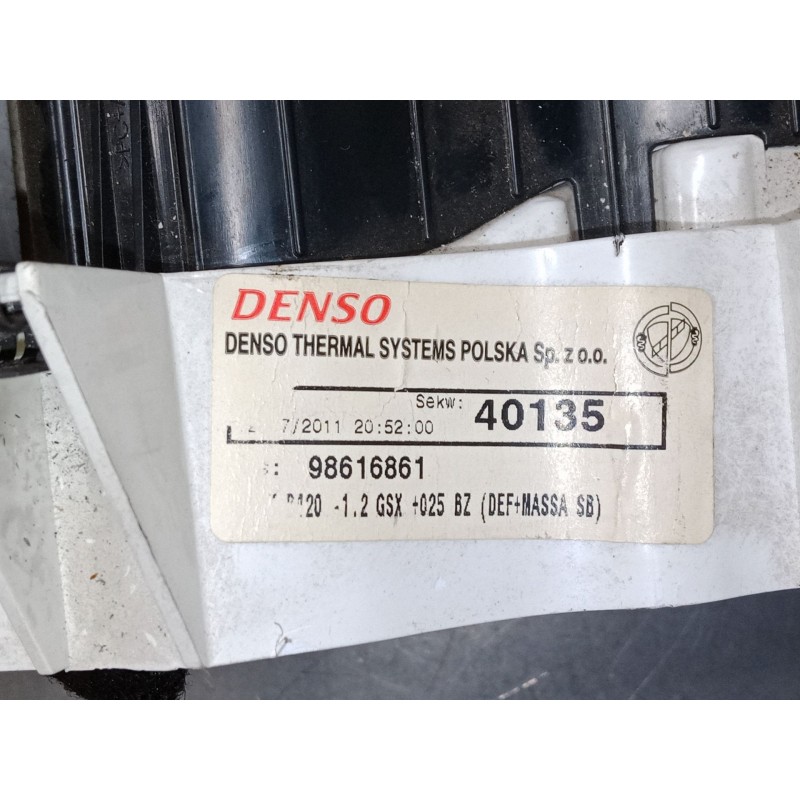 DENSO
DENSO THERMAL SYSTEMS POLSKA Sp. z o.o.
Sekw: 40135
7/2011 20:52:00
98616861
-1.2 GSX +025 BZ (DEF+MASSA SB)